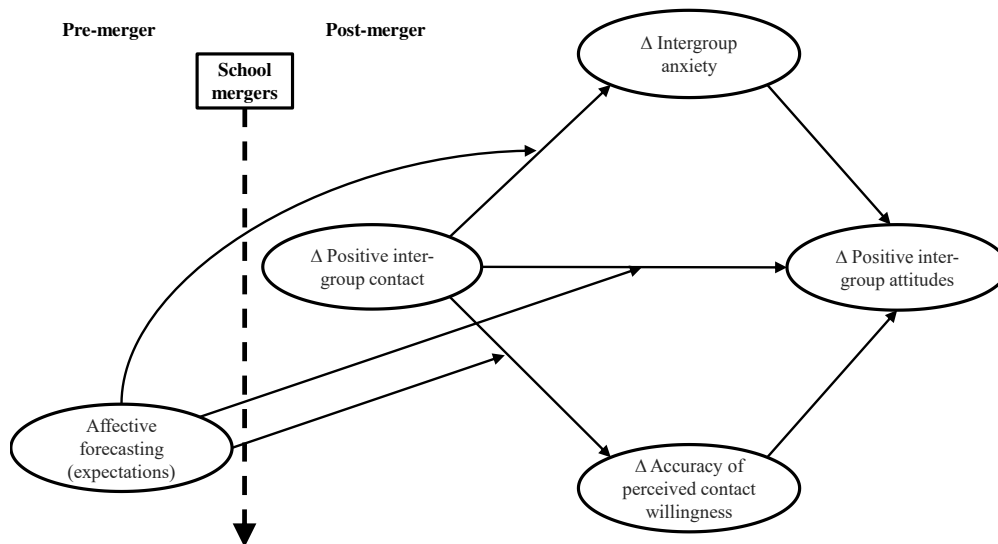 Pre-merger
Post-merger
School
mergers
Δ Intergroup
anxiety
Δ Positive inter-
group contact
Δ Positive inter-
group attitudes
Affective
forecasting
(expectations)
Δ Accuracy of
perceived contact
willingness